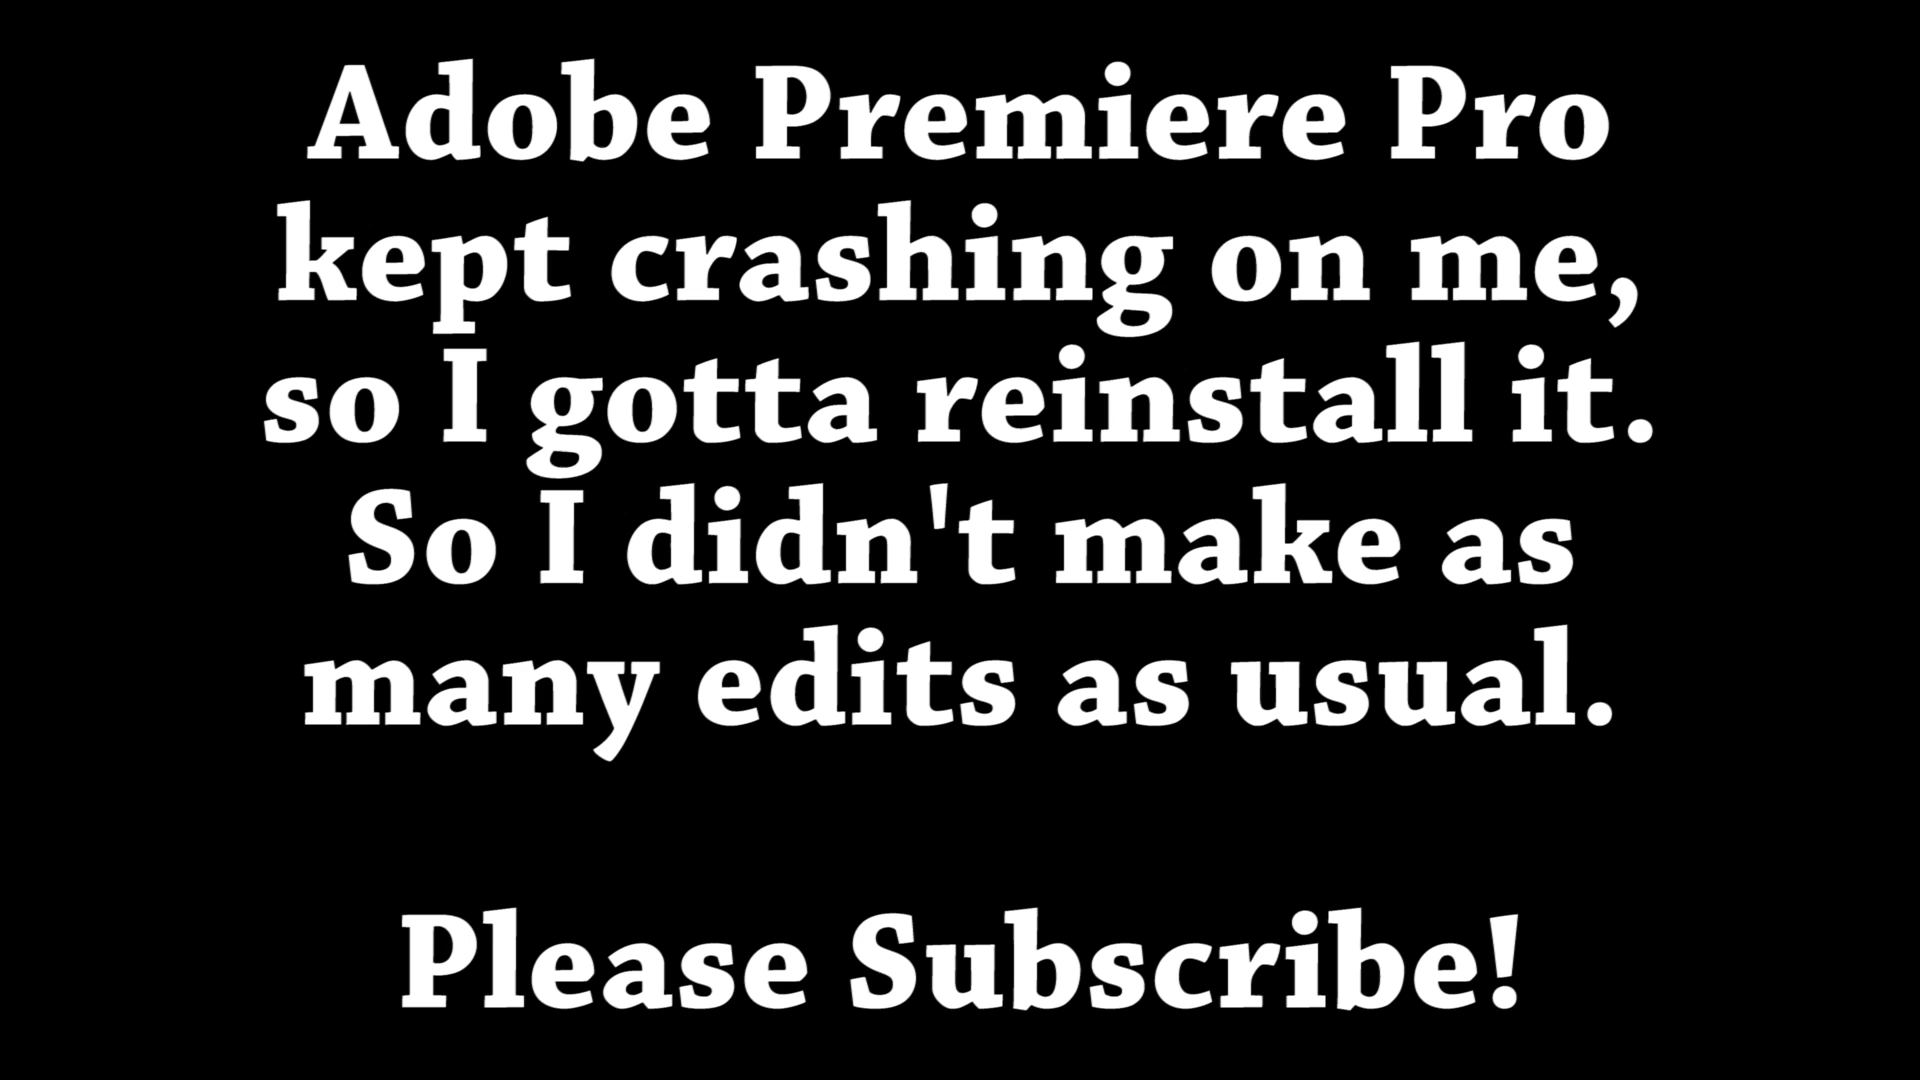 Adobe Premiere Pro
kept crashing on me,
so I gotta reinstall it.
So I didn't make as
many edits as usual.
Please Subscribe!